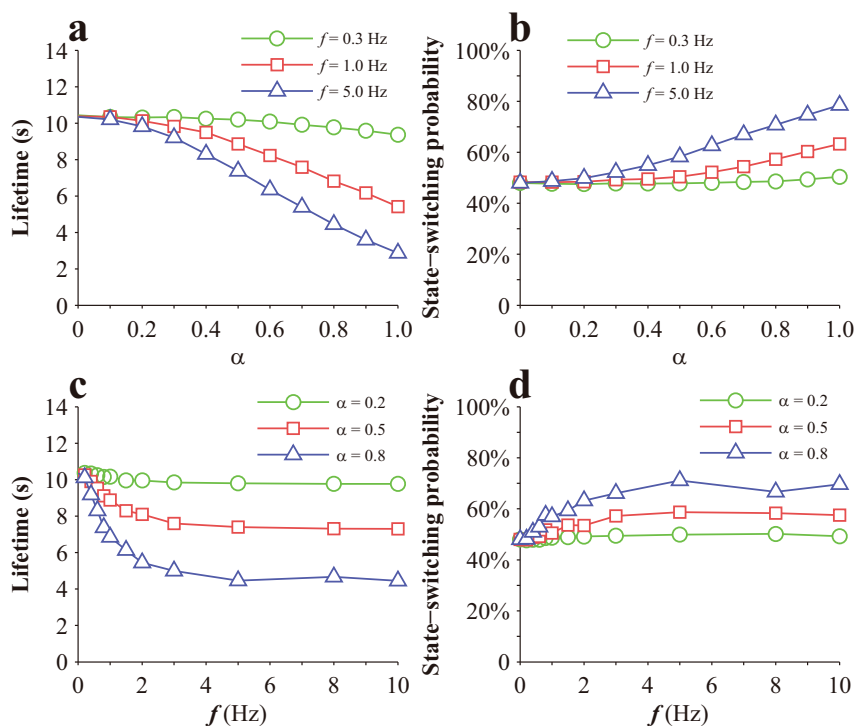 a
f = 0.3 Hz
f = 1.0 Hz
f = 5.0 Hz
Lifetime (s)
14
12
10
8
6
4
2
0
0
0.2
0.4
0.6
0.8
1.0
α
b
f = 0.3 Hz
f = 1.0 Hz
f = 5.0 Hz
State−switching probability
100%
80%
60%
40%
20%
0
0
0.2
0.4
0.6
0.8
1.0
α
c
α = 0.2
α = 0.5
α = 0.8
Lifetime (s)
14
12
10
8
6
4
2
0
0
2
4
6
8
10
f (Hz)
d
α = 0.2
α = 0.5
α = 0.8
State−switching probability
100%
80%
60%
40%
20%
0
0
2
4
6
8
10
f (Hz)